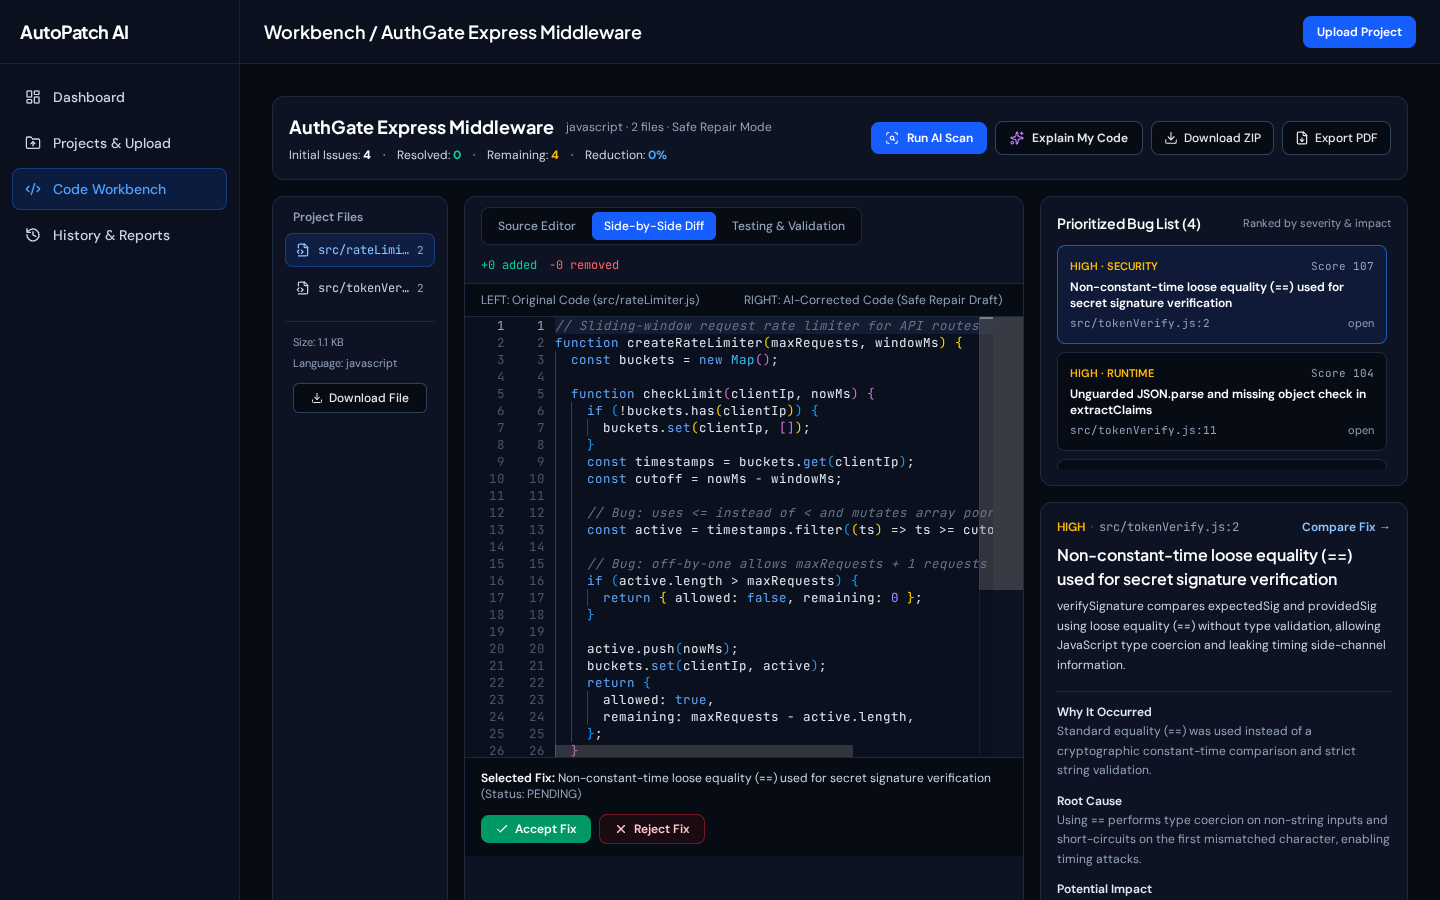 AutoPatch AI
Workbench / AuthGate Express Middleware
Upload Project
Dashboard
Projects & Upload
Code Workbench
History & Reports
AuthGate Express Middleware
javascript · 2 files · Safe Repair Mode
Initial Issues: 4 · Resolved: 0 · Remaining: 4 · Reduction: 0%
Run AI Scan
Explain My Code
Download ZIP
Export PDF
Project Files
src/rateLimi… 2
src/tokenVer… 2
Size: 1.1 KB
Language: javascript
Download File
Source Editor
Side-by-Side Diff
Testing & Validation
+0 added -0 removed
LEFT: Original Code (src/rateLimiter.js)
RIGHT: AI-Corrected Code (Safe Repair Draft)
1 1 // Sliding-window request rate limiter for API routes
2 2 function createRateLimiter(maxRequests, windowMs) {
3 3 const buckets = new Map();
4 4
5 5 function checkLimit(clientIp, nowMs) {
6 6 if (!buckets.has(clientIp)) {
7 7 buckets.set(clientIp, []);
8 8 }
9 9 const timestamps = buckets.get(clientIp);
10 10 const cutoff = nowMs - windowMs;
11 11
12 12 // Bug: uses <= instead of < and mutates array poor
13 13 const active = timestamps.filter((ts) => ts >= cuto
14 14
15 15 // Bug: off-by-one allows maxRequests + 1 requests
16 16 if (active.length > maxRequests) {
17 17 return { allowed: false, remaining: 0 };
18 18 }
19 19
20 20 active.push(nowMs);
21 21 buckets.set(clientIp, active);
22 22 return {
23 23 allowed: true,
24 24 remaining: maxRequests - active.length,
25 25 };
26 26 }
Selected Fix: Non-constant-time loose equality (==) used for secret signature verification
(Status: PENDING)
Accept Fix
Reject Fix
Prioritized Bug List (4)
Ranked by severity & impact
HIGH · SECURITY
Score 107
Non-constant-time loose equality (==) used for
secret signature verification
src/tokenVerify.js:2
open
HIGH · RUNTIME
Score 104
Unguarded JSON.parse and missing object check in
extractClaims
src/tokenVerify.js:11
open
HIGH · src/tokenVerify.js:2
Compare Fix →
Non-constant-time loose equality (==)
used for secret signature verification
verifySignature compares expectedSig and providedSig
using loose equality (==) without type validation, allowing
JavaScript type coercion and leaking timing side-channel
information.
Why It Occurred
Standard equality (==) was used instead of a
cryptographic constant-time comparison and strict
string validation.
Root Cause
Using == performs type coercion on non-string inputs and
short-circuits on the first mismatched character, enabling
timing attacks.
Potential Impact